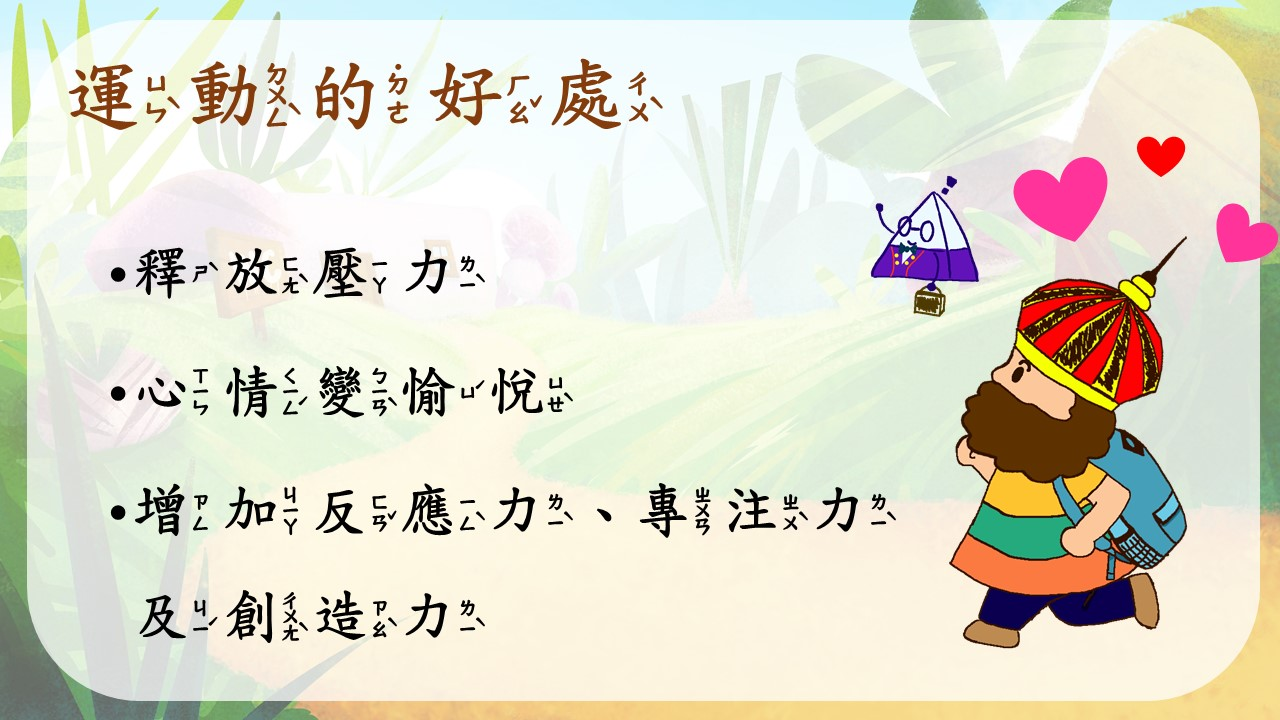 運動的好處
•釋放壓力
•心情變愉悅
•增加反應力、專注力
及創造力